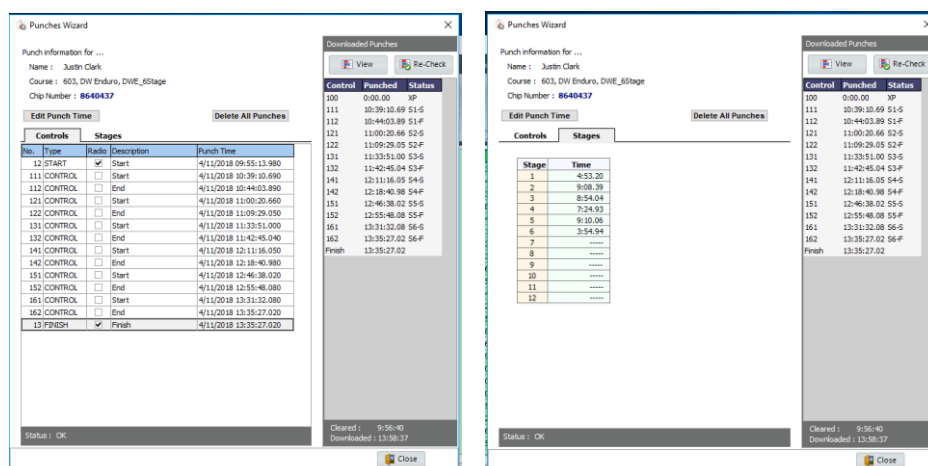 Punches Wizard
Punch information for ...
Name : Justin Clark
Course : 603, DW Enduro, DWE_6Stage
Chip Number : 8640437
Edit Punch Time Delete All Punches
Controls Stages
No. Type Radio Description Punch Time
12 START Start 4/11/2018 09:55:13.980
111 CONTROL Start 4/11/2018 10:39:10.690
112 CONTROL End 4/11/2018 10:44:03.890
121 CONTROL Start 4/11/2018 11:00:20.660
122 CONTROL End 4/11/2018 11:09:29.050
131 CONTROL Start 4/11/2018 11:33:51.000
132 CONTROL End 4/11/2018 11:42:45.040
141 CONTROL Start 4/11/2018 12:11:16.050
142 CONTROL End 4/11/2018 12:18:40.980
151 CONTROL Start 4/11/2018 12:46:38.020
152 CONTROL End 4/11/2018 12:55:48.080
161 CONTROL Start 4/11/2018 13:31:32.080
162 CONTROL End 4/11/2018 13:35:27.020
13 FINISH Finish 4/11/2018 13:35:27.020
Status : OK
Downloaded Punches
View Re-Check
Control Punched Status
100 0:00.00 XP
111 10:39:10.69 S1-S
112 10:44:03.89 S1-F
121 11:00:20.66 S2-S
122 11:09:29.05 S2-F
131 11:33:51.00 S3-S
132 11:42:45.04 S3-F
141 12:11:16.05 S4-S
142 12:18:40.98 S4-F
151 12:46:38.02 S5-S
152 12:55:48.08 S5-F
161 13:31:32.08 S6-S
162 13:35:27.02 S6-F
Finish 13:35:27.02
Cleared : 9:56:40
Downloaded : 13:58:37
Close
Punches Wizard
Punch information for ...
Name : Justin Clark
Course : 603, DW Enduro, DWE_6Stage
Chip Number : 8640437
Edit Punch Time Delete All Punches
Controls Stages
Stage Time
1 4:53.20
2 9:08.39
3 8:54.04
4 7:24.93
5 9:10.06
6 3:54.94
7 -----
8 -----
9 -----
10 -----
11 -----
12 -----
Status : OK
Downloaded Punches
View Re-Check
Control Punched Status
100 0:00.00 XP
111 10:39:10.69 S1-S
112 10:44:03.89 S1-F
121 11:00:20.66 S2-S
122 11:09:29.05 S2-F
131 11:33:51.00 S3-S
132 11:42:45.04 S3-F
141 12:11:16.05 S4-S
142 12:18:40.98 S4-F
151 12:46:38.02 S5-S
152 12:55:48.08 S5-F
161 13:31:32.08 S6-S
162 13:35:27.02 S6-F
Finish 13:35:27.02
Cleared : 9:56:40
Downloaded : 13:58:37
Close